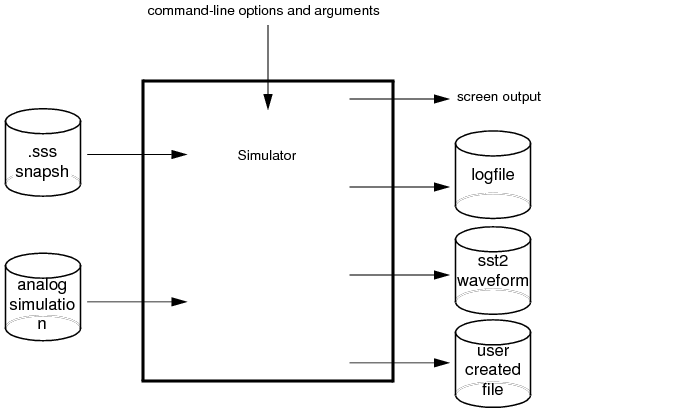 command-line options and arguments
screen output
.sss
snapsh
Simulator
logfile
sst2
waveform
analog
simulatio
n
user
created
file